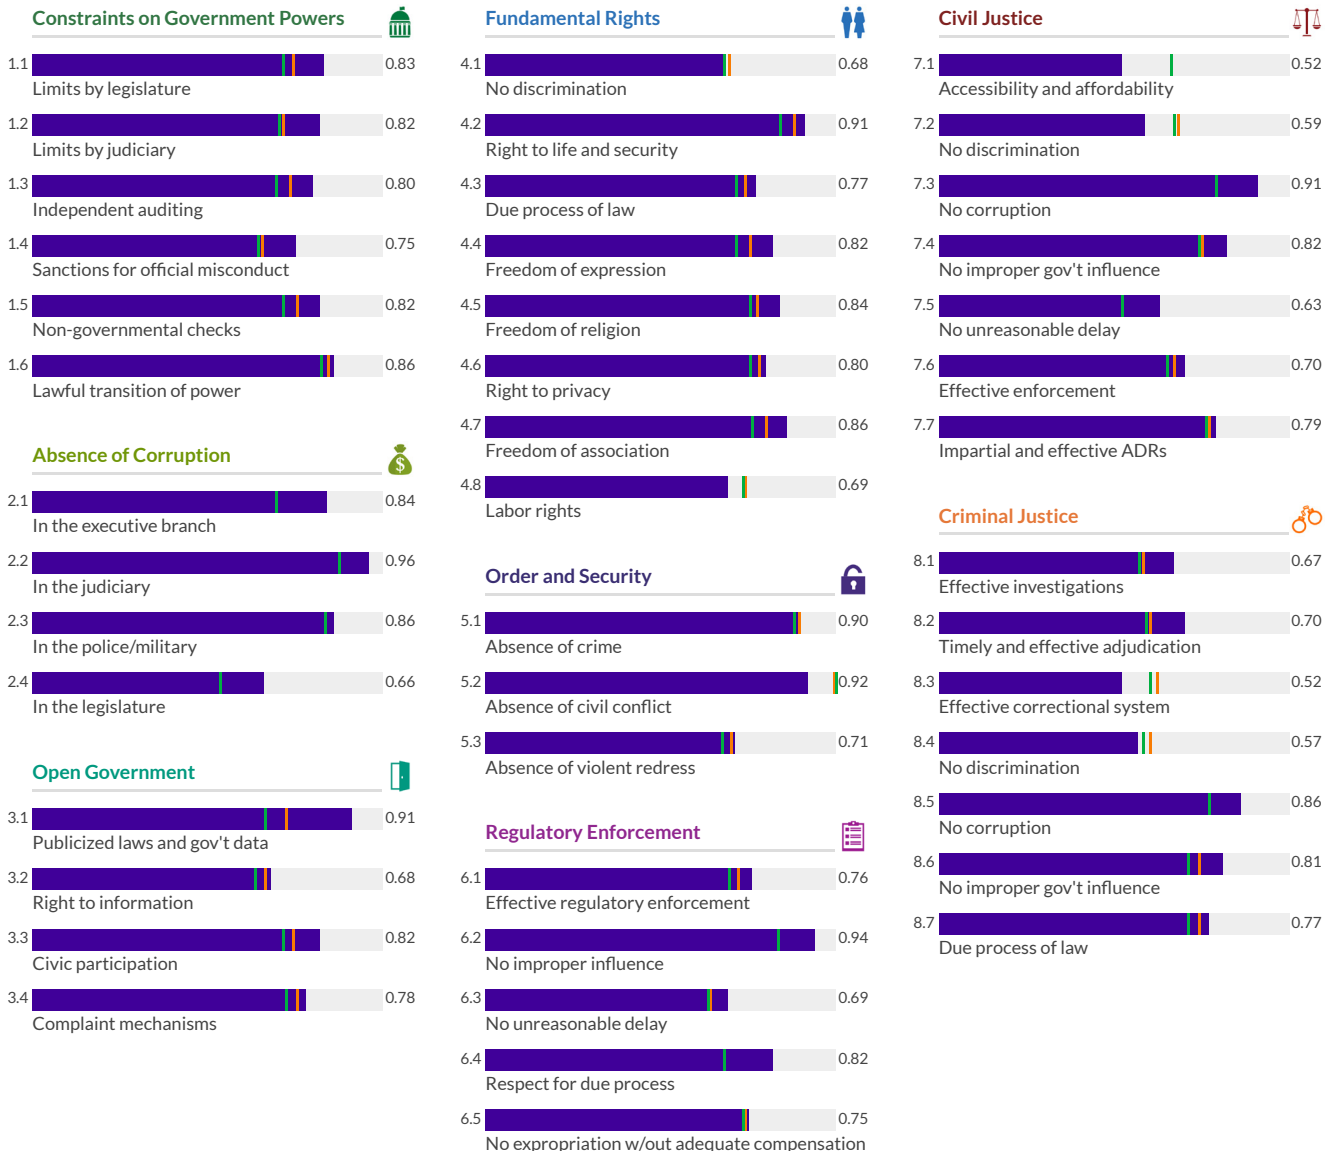 Constraints on Government Powers
1.1 0.83
Limits by legislature
1.2 0.82
Limits by judiciary
1.3 0.80
Independent auditing
1.4 0.75
Sanctions for official misconduct
1.5 0.82
Non-governmental checks
1.6 0.86
Lawful transition of power
Absence of Corruption
$
2.1 0.84
In the executive branch
2.2 0.96
In the judiciary
2.3 0.86
In the police/military
2.4 0.66
In the legislature
Open Government
3.1 0.91
Publicized laws and gov't data
3.2 0.68
Right to information
3.3 0.82
Civic participation
3.4 0.78
Complaint mechanisms
Fundamental Rights
4.1 0.68
No discrimination
4.2 0.91
Right to life and security
4.3 0.77
Due process of law
4.4 0.82
Freedom of expression
4.5 0.84
Freedom of religion
4.6 0.80
Right to privacy
4.7 0.86
Freedom of association
4.8 0.69
Labor rights
Order and Security
5.1 0.90
Absence of crime
5.2 0.92
Absence of civil conflict
5.3 0.71
Absence of violent redress
Regulatory Enforcement
6.1 0.76
Effective regulatory enforcement
6.2 0.94
No improper influence
6.3 0.69
No unreasonable delay
6.4 0.82
Respect for due process
6.5 0.75
No expropriation w/out adequate compensation
Civil Justice
7.1 0.52
Accessibility and affordability
7.2 0.59
No discrimination
7.3 0.91
No corruption
7.4 0.82
No improper gov't influence
7.5 0.63
No unreasonable delay
7.6 0.70
Effective enforcement
7.7 0.79
Impartial and effective ADRs
Criminal Justice
8.1 0.67
Effective investigations
8.2 0.70
Timely and effective adjudication
8.3 0.52
Effective correctional system
8.4 0.57
No discrimination
8.5 0.86
No corruption
8.6 0.81
No improper gov't influence
8.7 0.77
Due process of law